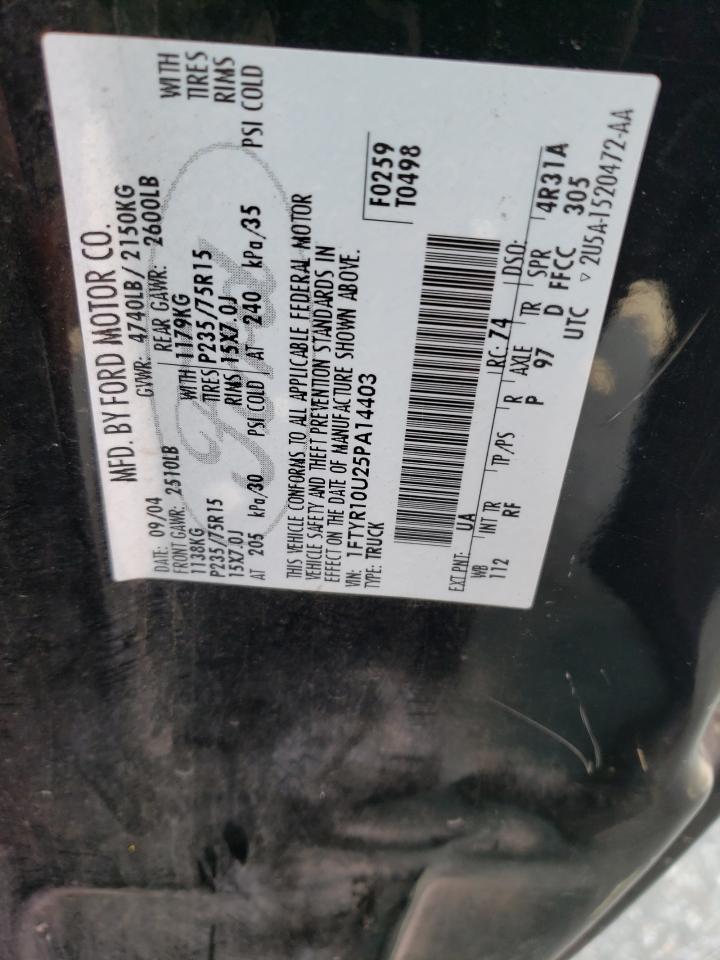 MFD. BY FORD MOTOR CO.
DATE: 09/04 GVWR: 4740LB/2150KG
FRONT GAWR: 2510LB REAR GAWR: 2600LB
1138KG WITH 1179KG WITH
P235/75R15 TIRES P235/75R15 TIRES
15X7.0J RIMS 15X7.0J RIMS
AT 205 kPa/30 PSI COLD AT 240 kPa/35 PSI COLD
THIS VEHICLE CONFORMS TO ALL APPLICABLE FEDERAL MOTOR
VEHICLE SAFETY AND THEFT PREVENTION STANDARDS IN
EFFECT ON THE DATE OF MANUFACTURE SHOWN ABOVE.
VIN: 1FTYR10U25PA14403
TYPE: TRUCK
F0259
T0498
EXT PNT: UA RC: 74 DSO:
WB INT TR TP/PS R AXLE TR SPR 4R31A
112 RF P 97 D FFCC 305
UTC 2U5A-1520472-AA